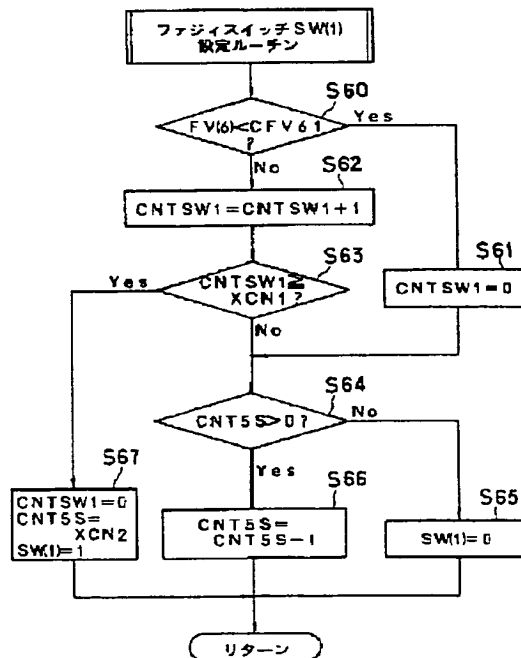 ファジィスイッチSW(1)
設定ルーチン
S60
FV(6)<CFV61
?
Yes
No
S62
CNTSW1=CNTSW1+1
S63
CNTSW1≧
XCN1?
Yes
No
S61
CNTSW1=0
S64
CNT5S>0?
No
Yes
S67
CNTSW1=0
CNT5S=
XCN2
SW(1)=1
S66
CNT5S=
CNT5S-1
S65
SW(1)=0
リターン